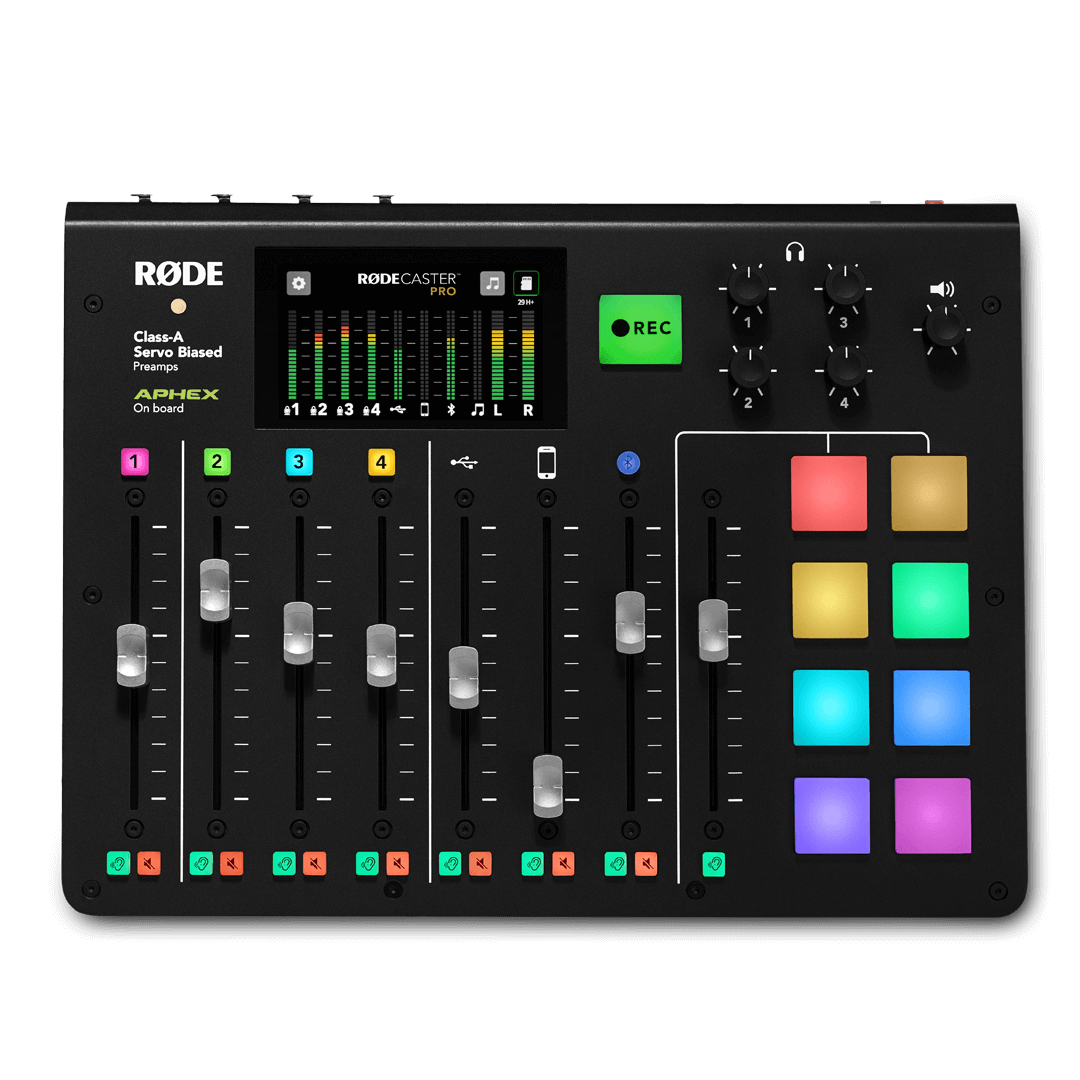 RØDE
Class-A
Servo Biased
Preamps
APHEX
On board
RØDECASTER™
PRO
29 H+
1 2 3 4 L R
REC
1
3
2
4
1
2
3
4